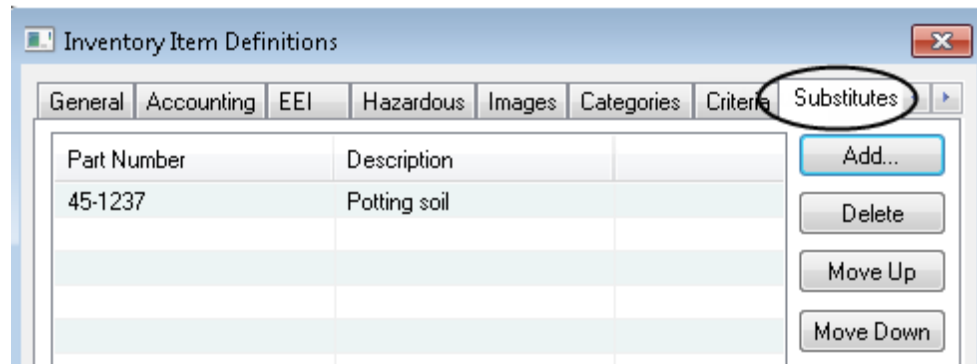 Inventory Item Definitions
General Accounting EEI Hazardous Images Categories Criteria Substitutes
Part Number Description
Add...
45-1237 Potting soil
Delete
Move Up
Move Down